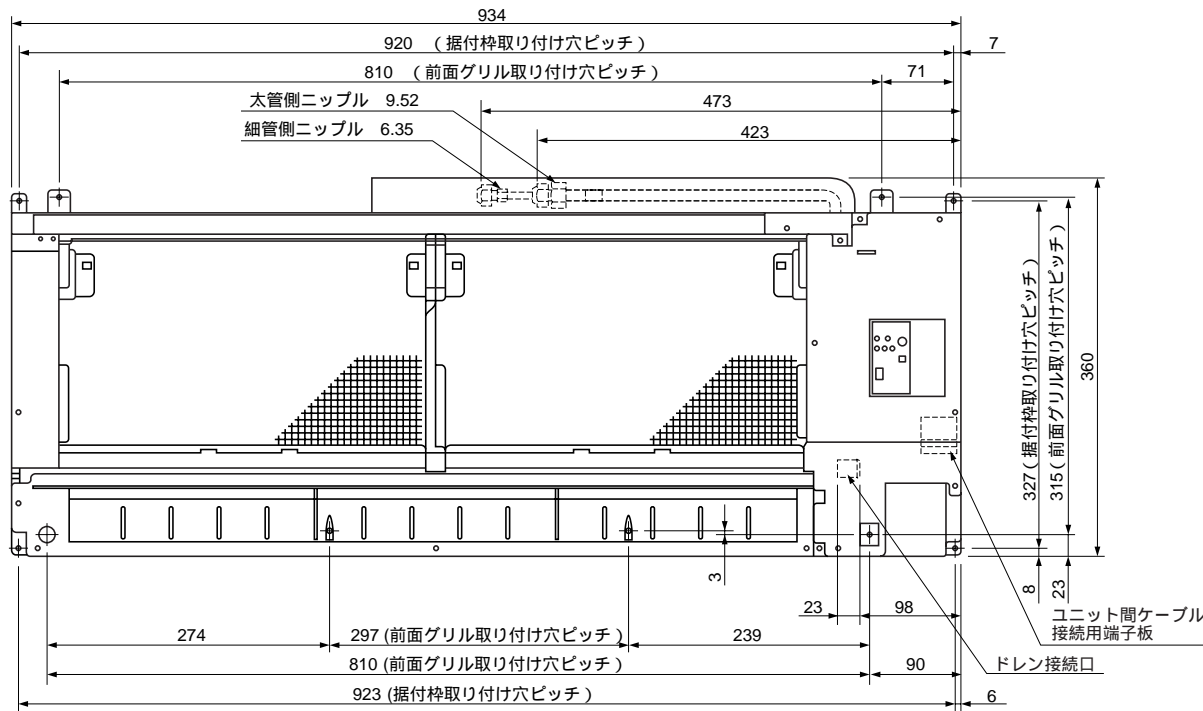 934
920 （据付枠取り付け穴ピッチ）
7
810 （前面グリル取り付け穴ピッチ）
71
太管側ニップル 9.52
473
細管側ニップル 6.35
423
327（据付枠取り付け穴ピッチ）
315（前面グリル取り付け穴ピッチ）
360
3
8
23
23
98
ユニット間ケーブル
接続用端子板
274
297 (前面グリル取り付け穴ピッチ)
239
ドレン接続口
810 (前面グリル取り付け穴ピッチ)
90
923 (据付枠取り付け穴ピッチ)
6